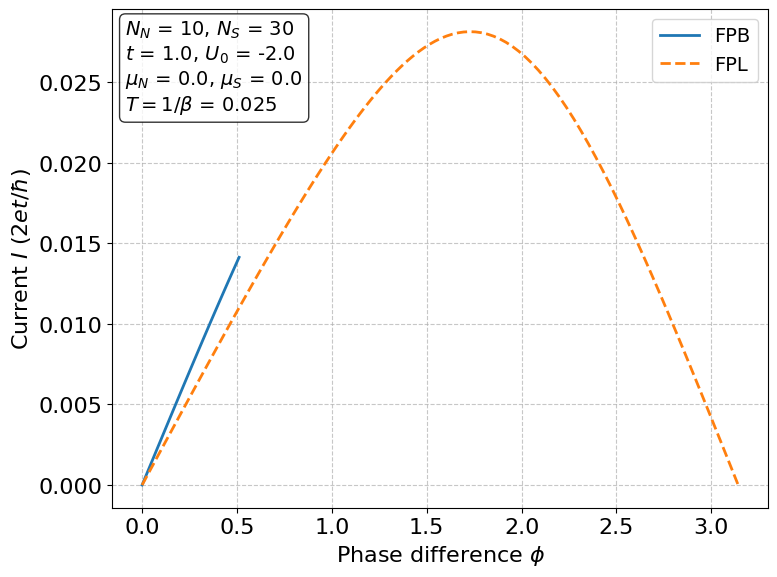 N_N = 10, N_S = 30
t = 1.0, U_0 = -2.0
μ_N = 0.0, μ_S = 0.0
T = 1/β = 0.025
FPB
FPL
Current I (2et/ħ)
0.025
0.020
0.015
0.010
0.005
0.000
0.0 0.5 1.0 1.5 2.0 2.5 3.0
Phase difference ϕ